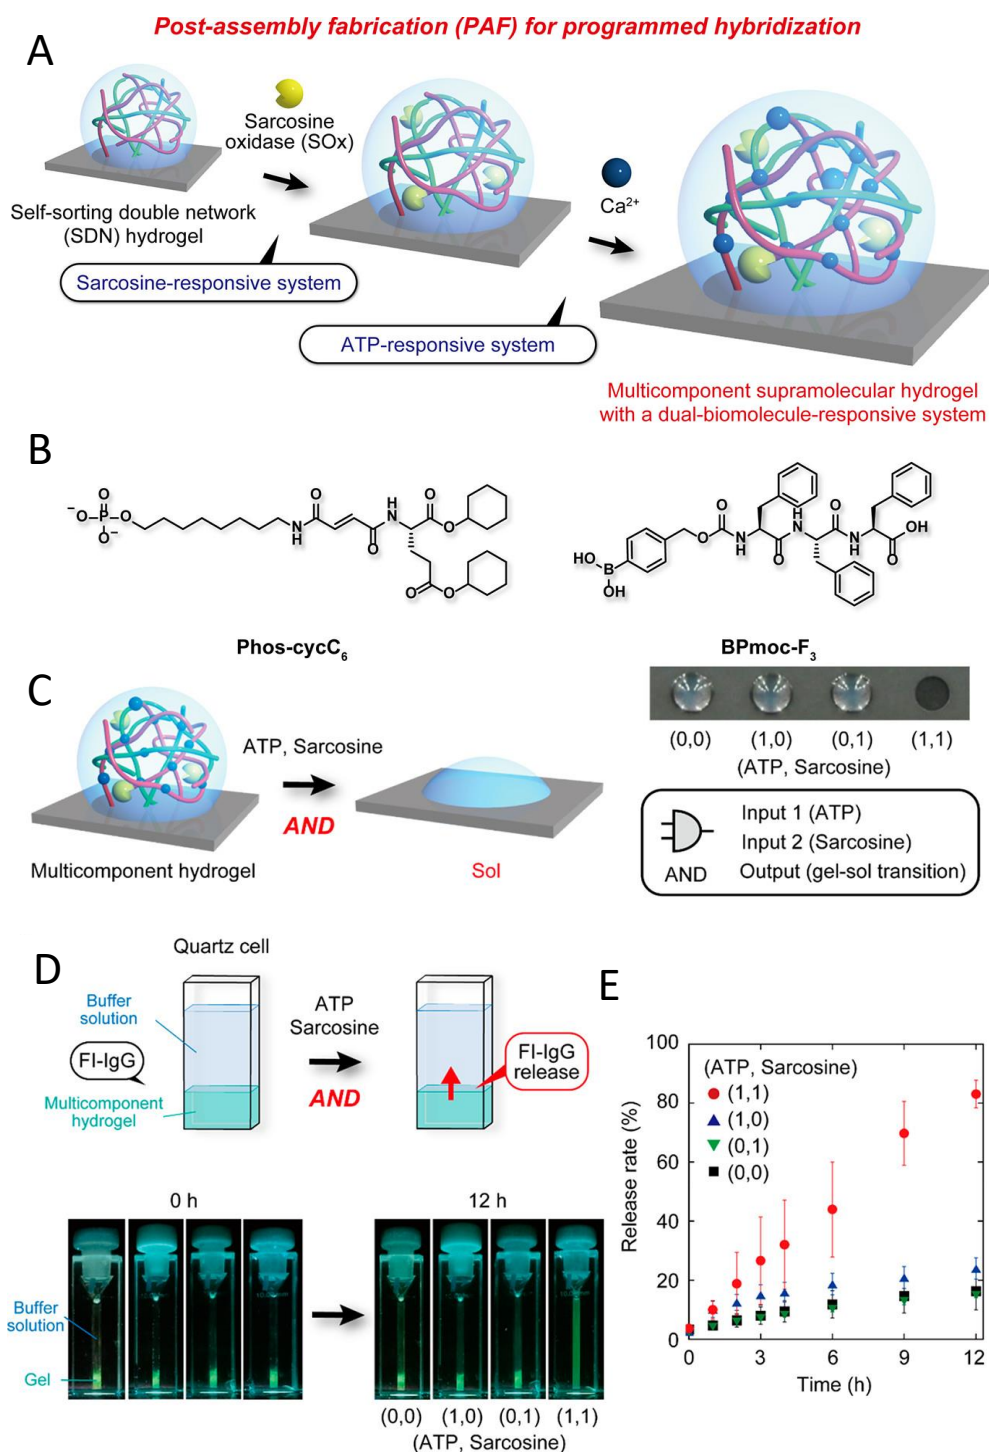 Post-assembly fabrication (PAF) for programmed hybridization
A
Sarcosine
oxidase (SOx)
Ca²⁺
Self-sorting double network
(SDN) hydrogel
Sarcosine-responsive system
ATP-responsive system
Multicomponent supramolecular hydrogel
with a dual-biomolecule-responsive system
B
⁻O–P–O
O
O⁻
N
H
O
O
H
N
O
O
O
O
HO
B
OH
O
O
N
H
O
H
N
O
N
H
O
OH
Phos-cycC₆
BPmoc-F₃
C
ATP, Sarcosine
AND
Multicomponent hydrogel
Sol
(0,0) (1,0) (0,1) (1,1)
(ATP, Sarcosine)
Input 1 (ATP)
Input 2 (Sarcosine)
AND Output (gel-sol transition)
D
Quartz cell
Buffer
solution
FI-IgG
Multicomponent
hydrogel
ATP
Sarcosine
AND
FI-IgG
release
0 h
12 h
Buffer
solution
Gel
(0,0) (1,0) (0,1) (1,1)
(ATP, Sarcosine)
E
(ATP, Sarcosine)
(1,1)
(1,0)
(0,1)
(0,0)
Release rate (%)
100
80
60
40
20
0
0 3 6 9 12
Time (h)